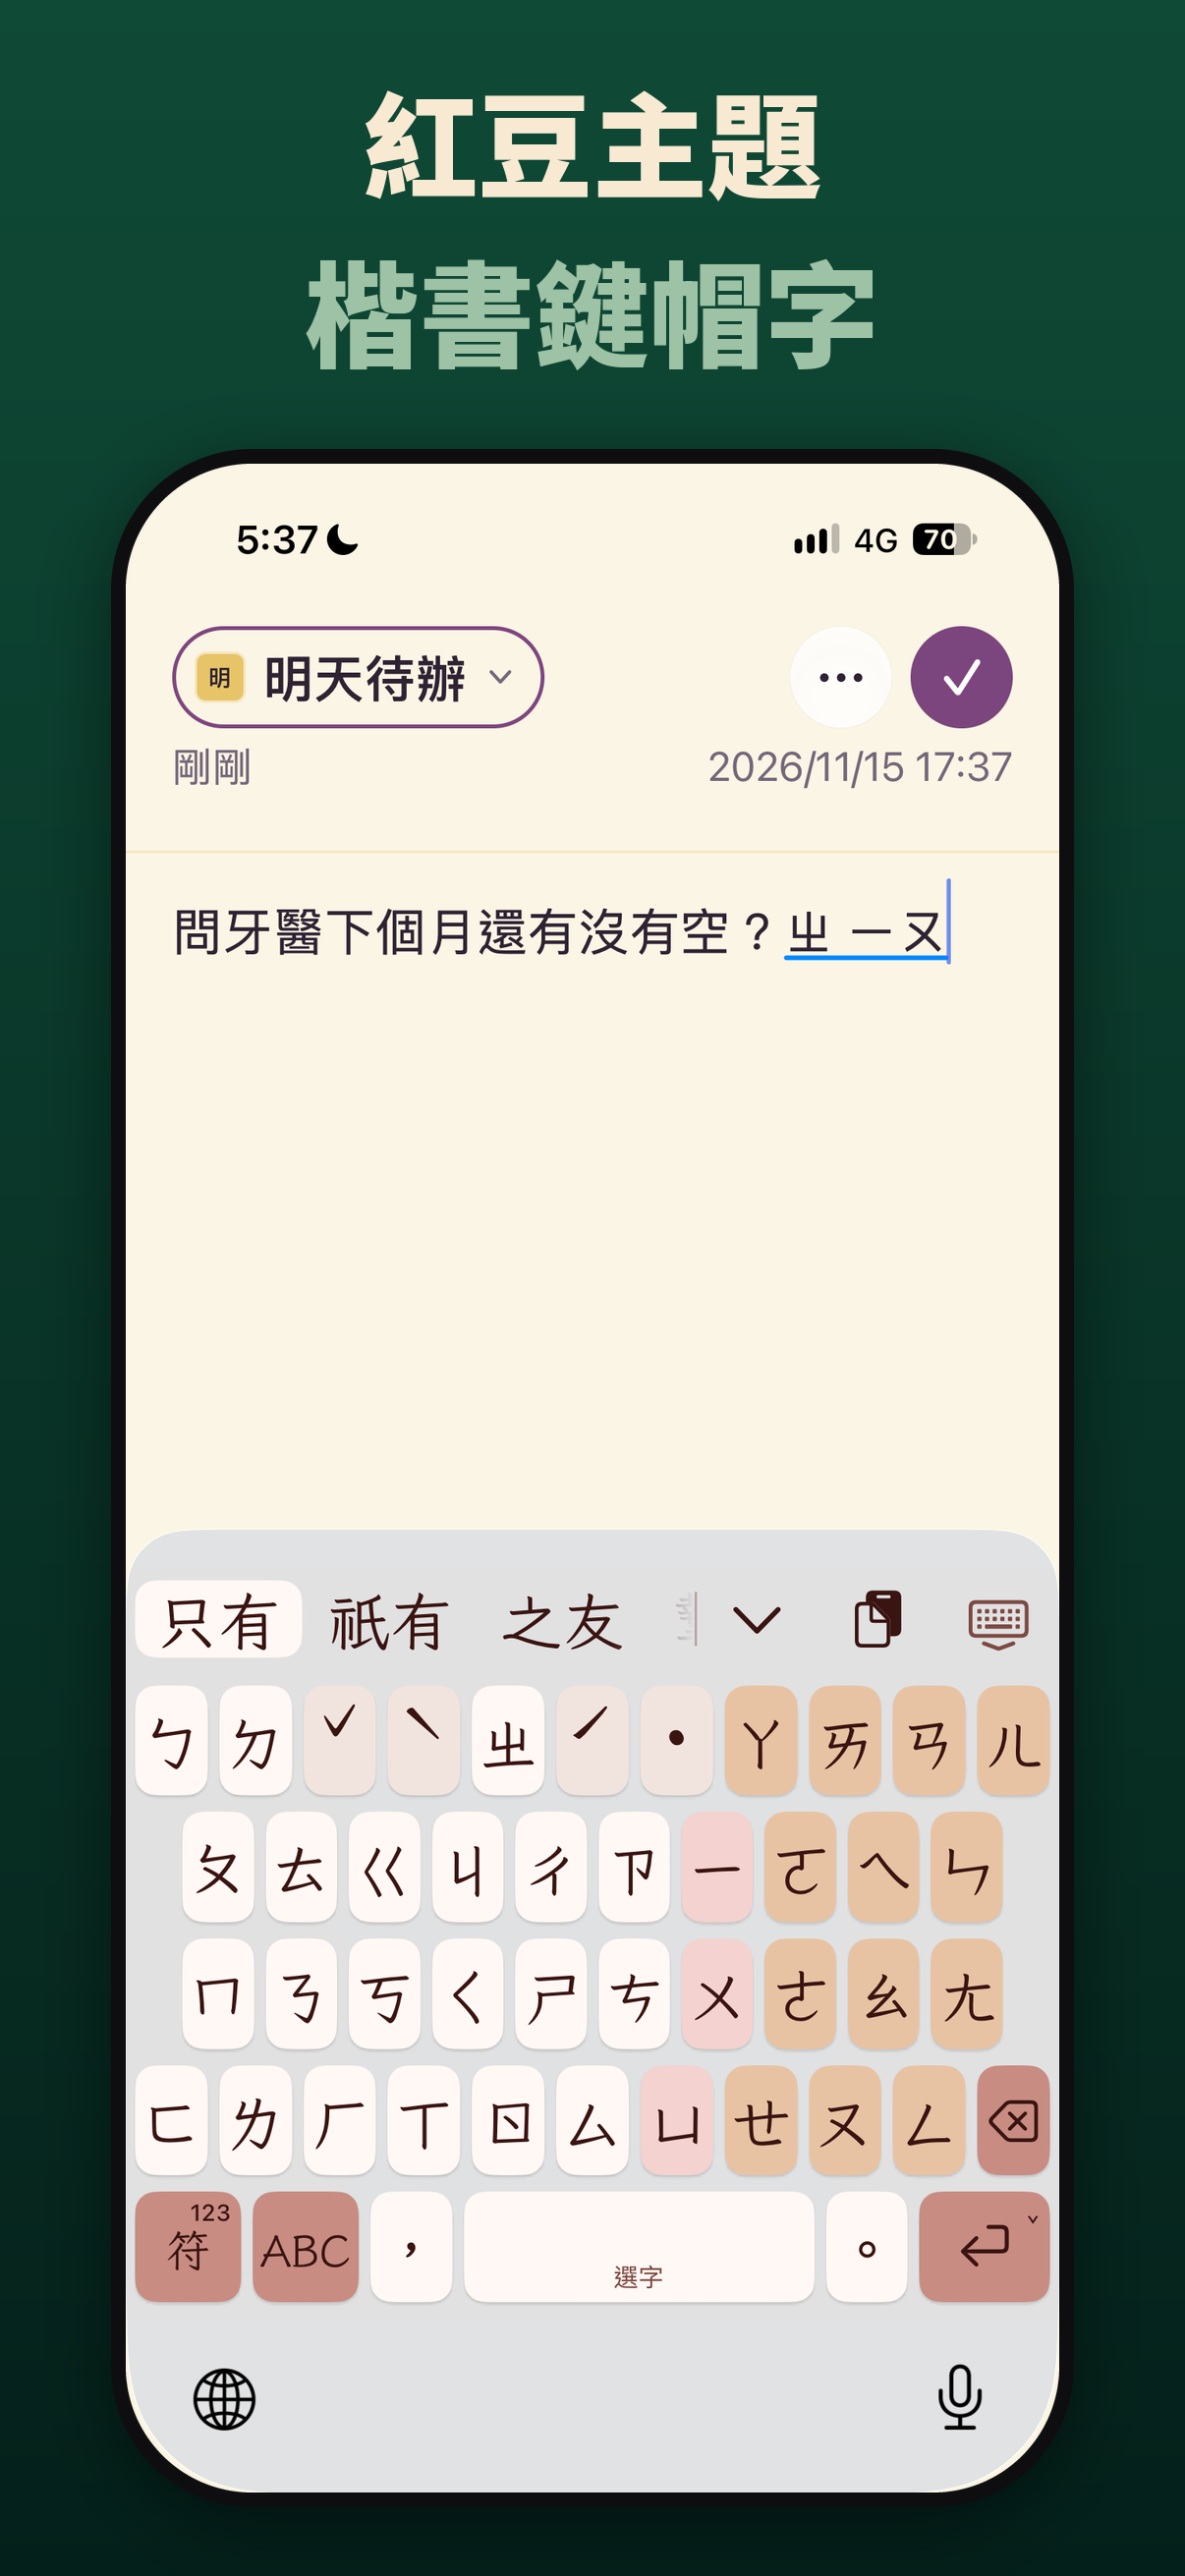 紅豆主題
楷書鍵帽字
5:37 4G 70
明 明天待辦
剛剛 2026/11/15 17:37
問牙醫下個月還有沒有空？ㄓ ㄧㄡ
只有 祇有 之友
ㄅ ㄉ ˇ ˋ ㄓ ˊ ˙ ㄚ ㄞ ㄢ ㄦ
ㄆ ㄊ ㄍ ㄐ ㄔ ㄗ ㄧ ㄛ ㄟ ㄣ
ㄇ ㄋ ㄎ ㄑ ㄕ ㄘ ㄨ ㄜ ㄠ ㄤ
ㄈ ㄌ ㄏ ㄒ ㄖ ㄙ ㄩ ㄝ ㄡ ㄥ
123
符 ABC ， 選字 。